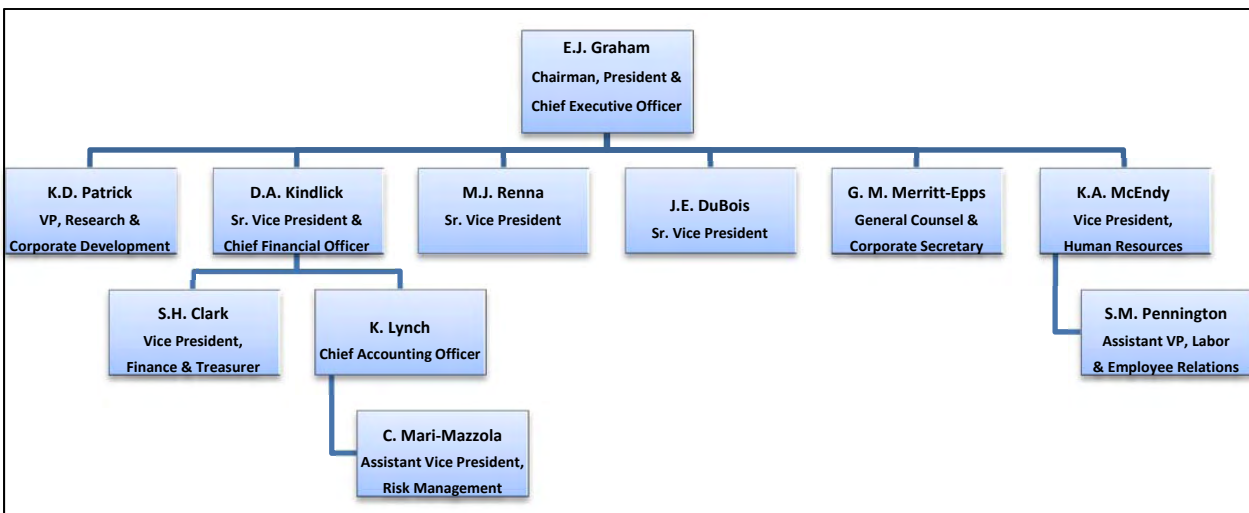 E.J. Graham
Chairman, President &
Chief Executive Officer
K.D. Patrick
VP, Research &
Corporate Development
D.A. Kindlick
Sr. Vice President &
Chief Financial Officer
M.J. Renna
Sr. Vice President
J.E. DuBois
Sr. Vice President
G. M. Merritt-Epps
General Counsel &
Corporate Secretary
K.A. McEndy
Vice President,
Human Resources
S.H. Clark
Vice President,
Finance & Treasurer
K. Lynch
Chief Accounting Officer
S.M. Pennington
Assistant VP, Labor
& Employee Relations
C. Mari-Mazzola
Assistant Vice President,
Risk Management